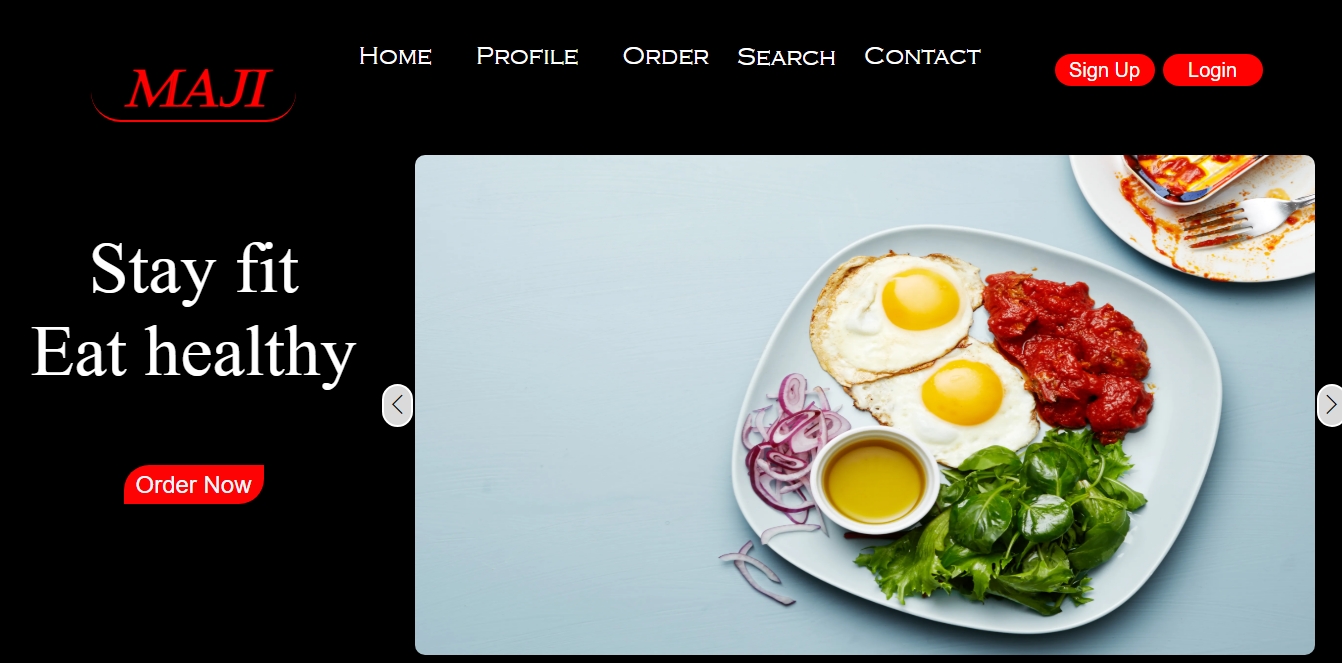 MAJI
Home Profile Order Search Contact
Sign Up Login
Stay fit
Eat healthy
Order Now